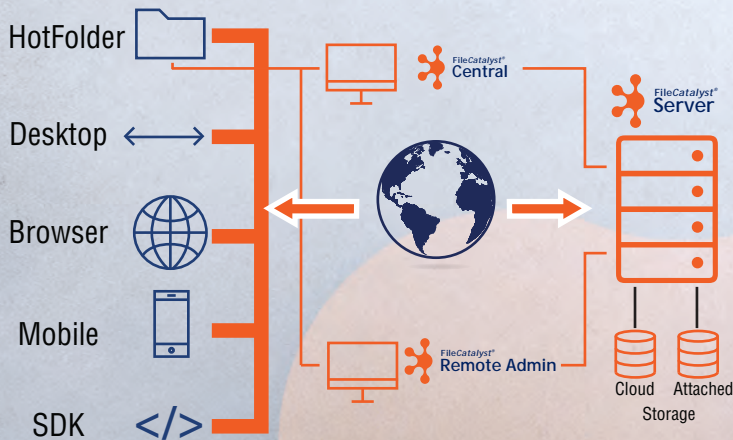 HotFolder
FileCatalyst®
Central
FileCatalyst®
Server
Desktop
Browser
Mobile
FileCatalyst®
Remote Admin
Cloud Attached
Storage
SDK </>